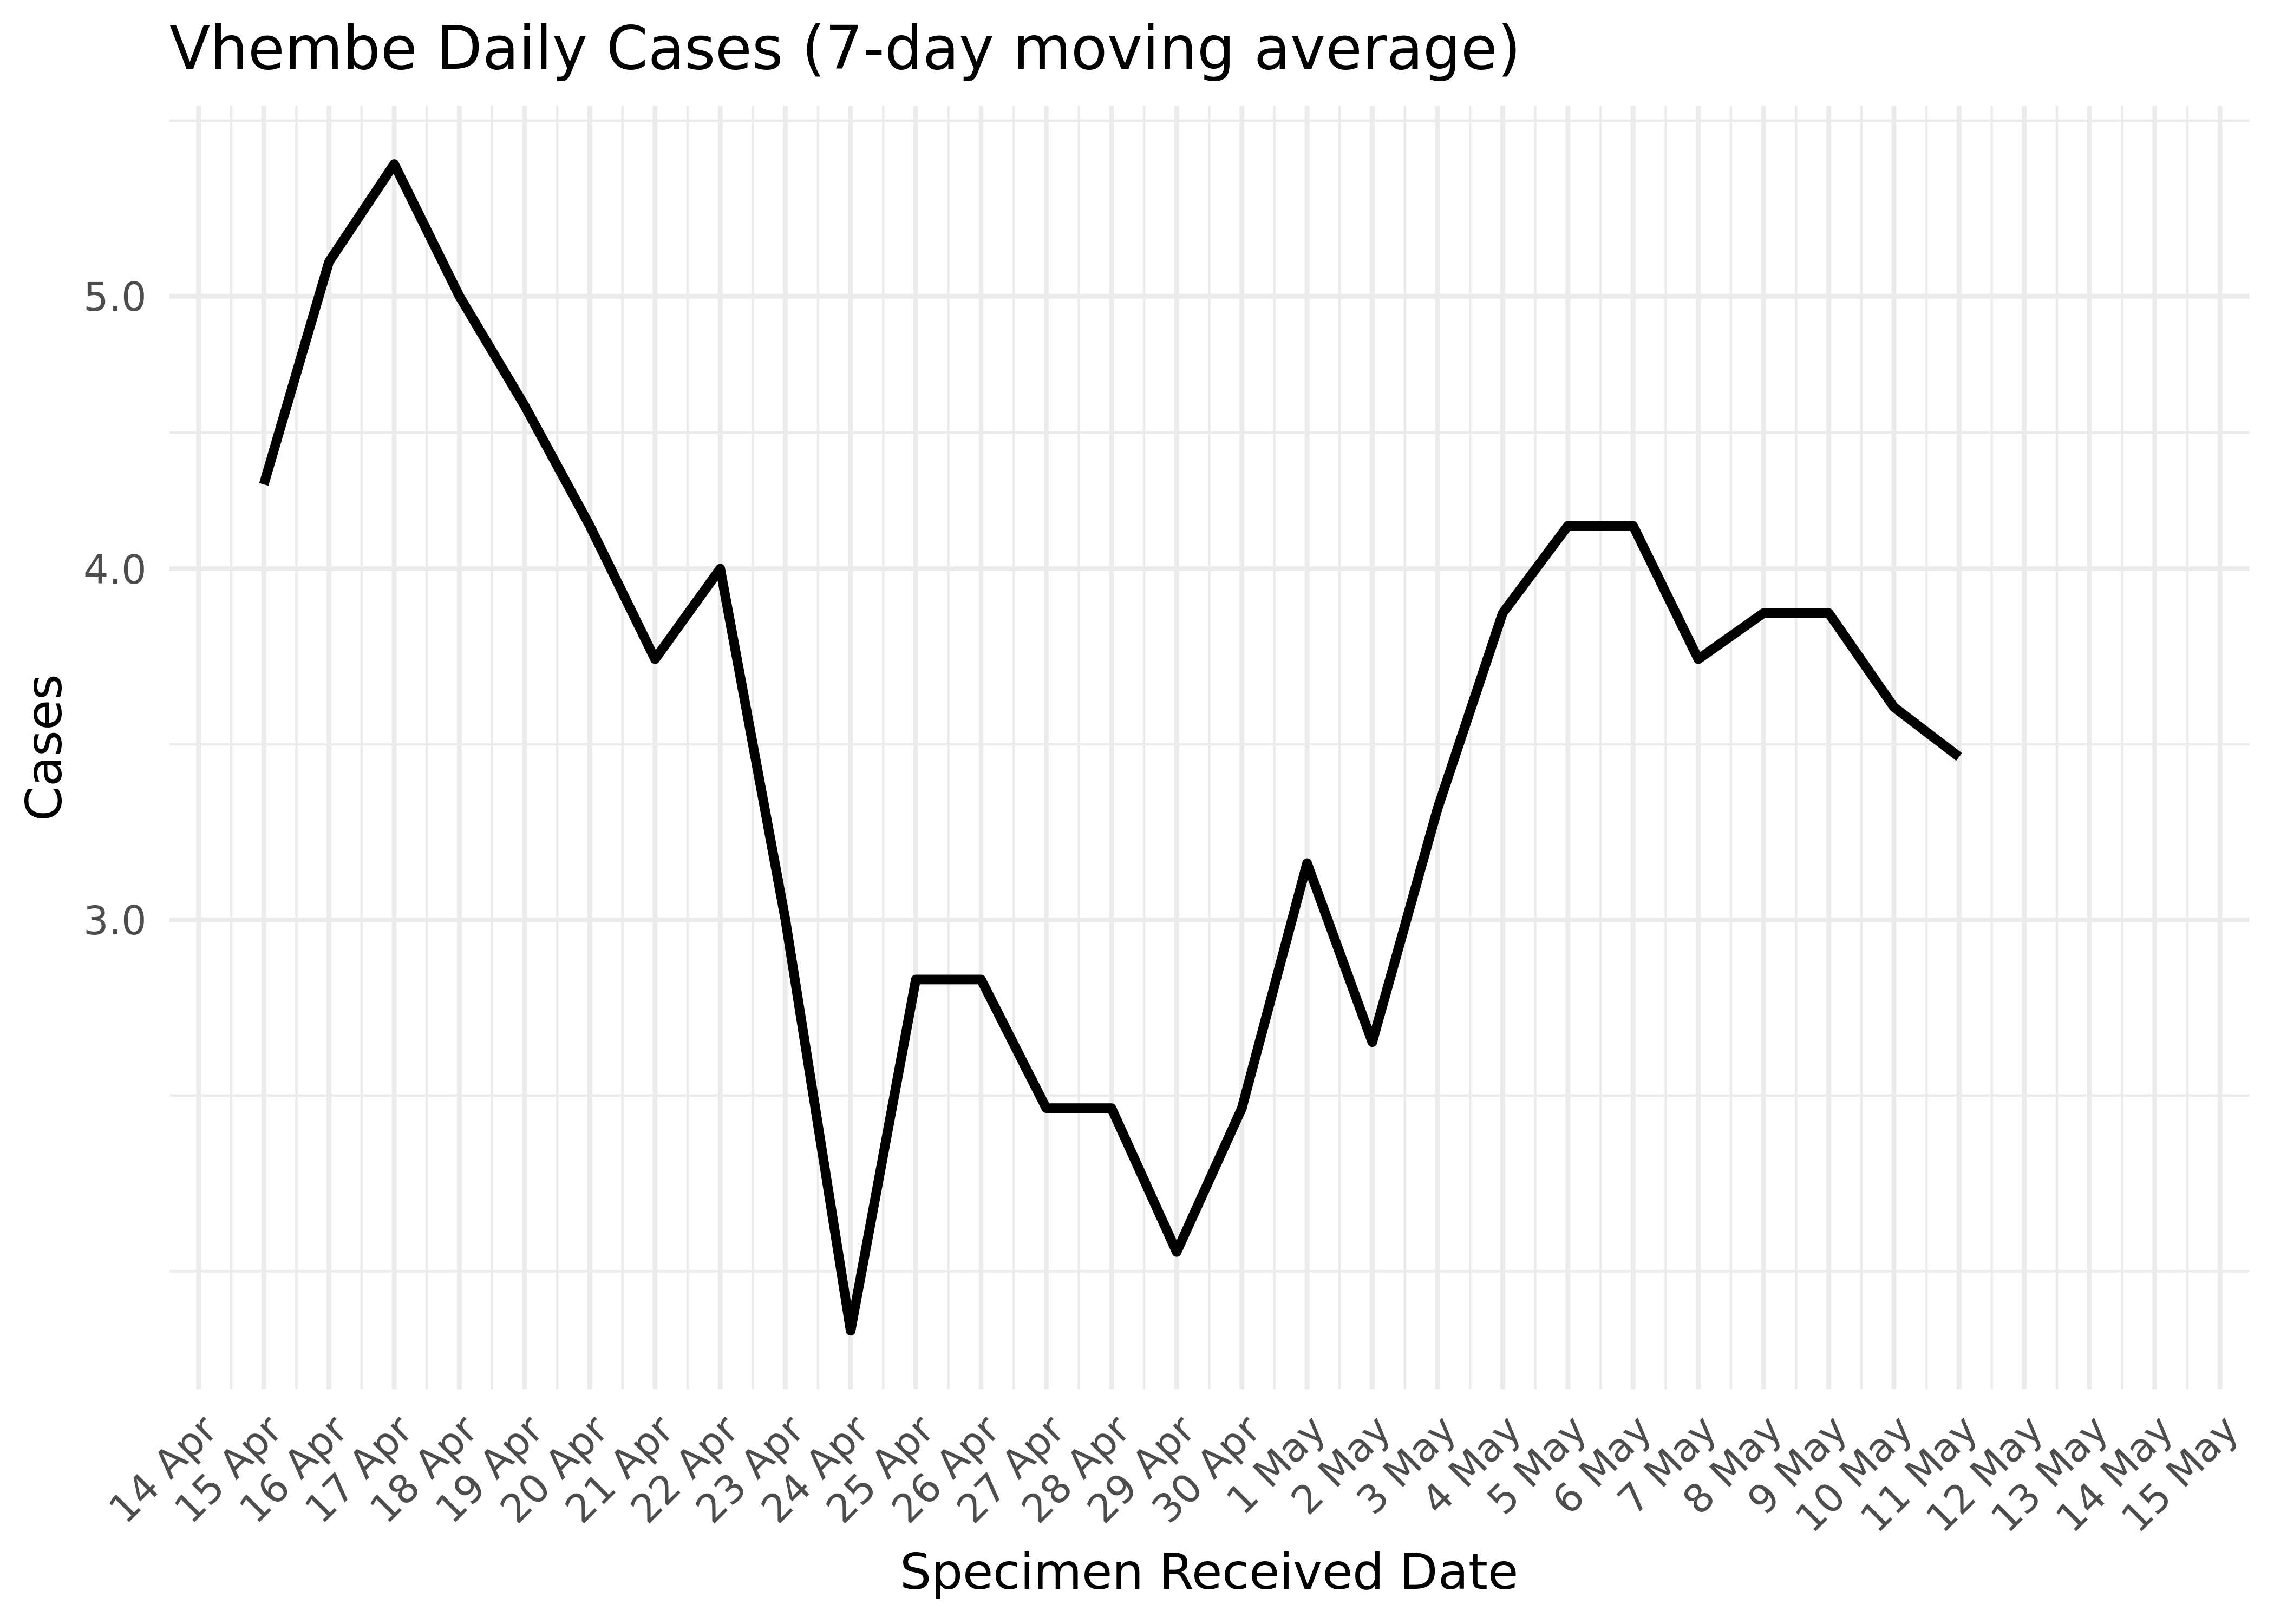 Vhembe Daily Cases (7-day moving average)
5.0
4.0
3.0
Cases
14 Apr
15 Apr
16 Apr
17 Apr
18 Apr
19 Apr
20 Apr
21 Apr
22 Apr
23 Apr
24 Apr
25 Apr
26 Apr
27 Apr
28 Apr
29 Apr
30 Apr
1 May
2 May
3 May
4 May
5 May
6 May
7 May
8 May
9 May
10 May
11 May
12 May
13 May
14 May
15 May
Specimen Received Date